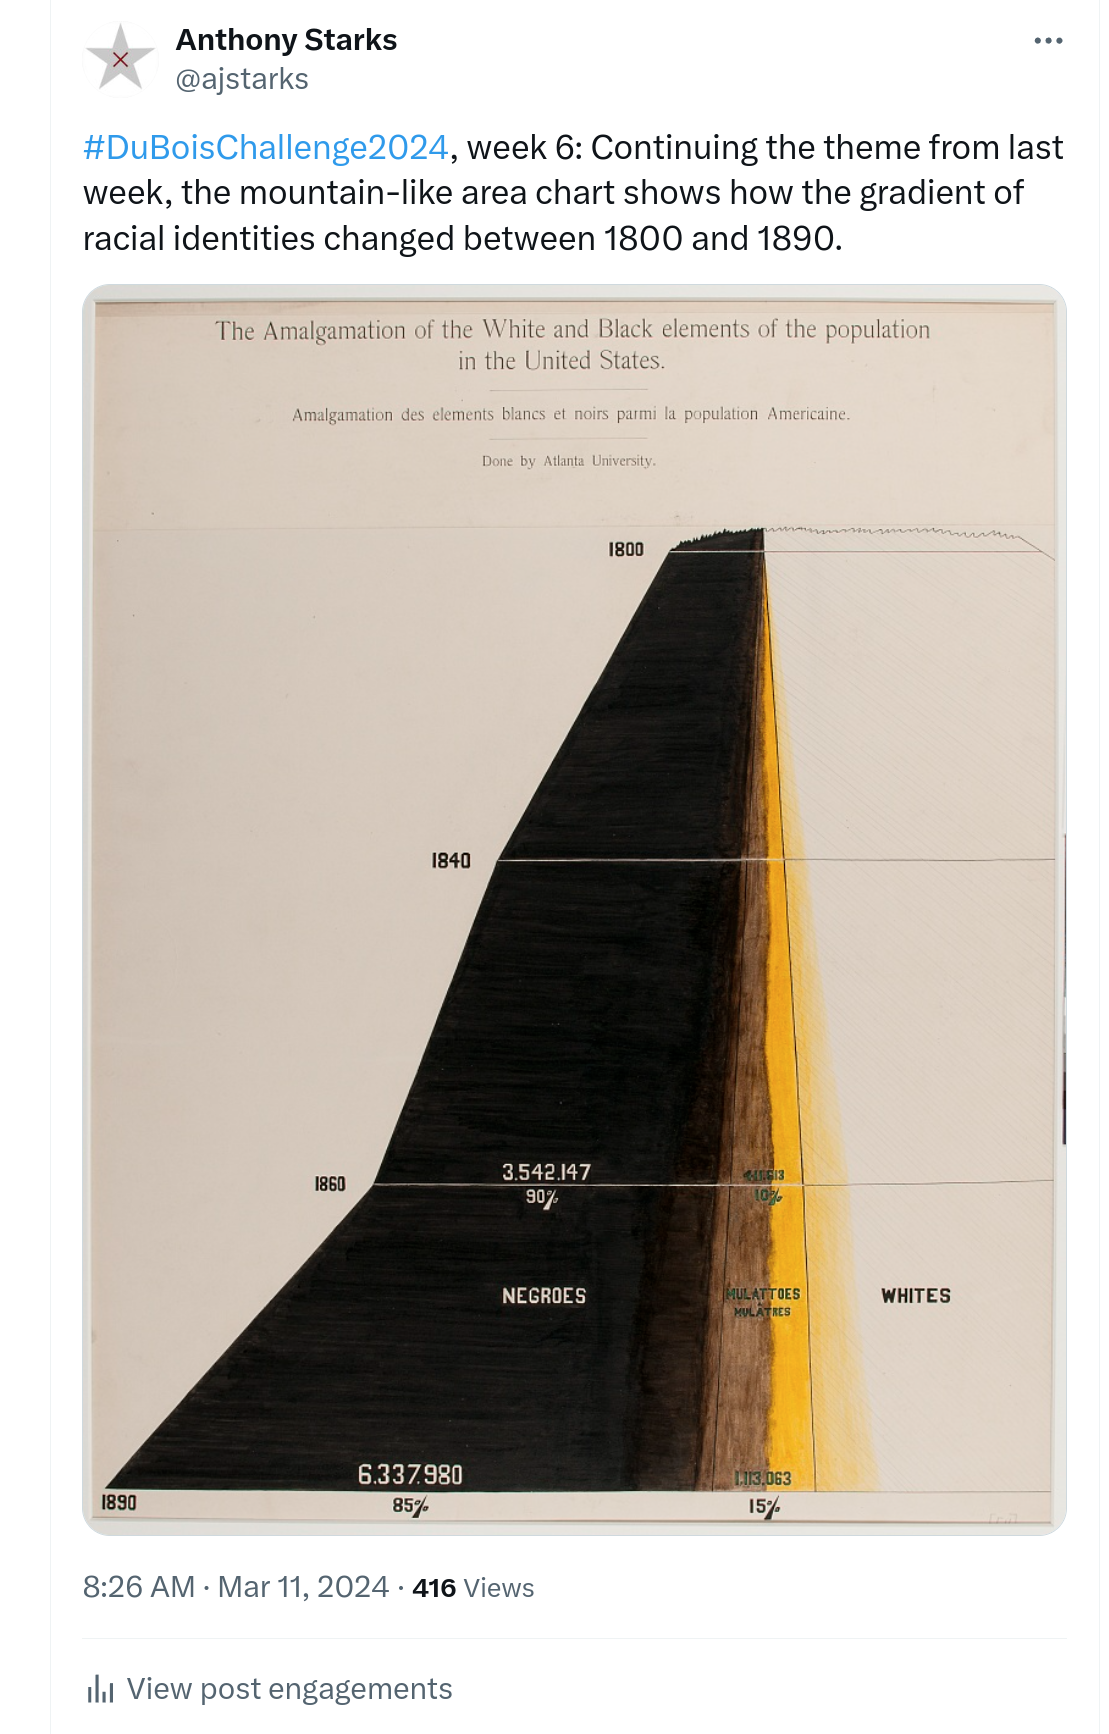 Anthony Starks
@ajstarks
#DuBoisChallenge2024, week 6: Continuing the theme from last
week, the mountain-like area chart shows how the gradient of
racial identities changed between 1800 and 1890.
The Amalgamation of the White and Black elements of the population
in the United States.
Amalgamation des elements blancs et noirs parmi la population Americaine.
Done by Atlanta University.
1800
1840
1860
3.542.147
90%
10%
NEGROES
MULATTOES
MULÂTRES
WHITES
6.337.980
1.113.063
1890
85%
15%
8:26 AM · Mar 11, 2024 · 416 Views
View post engagements